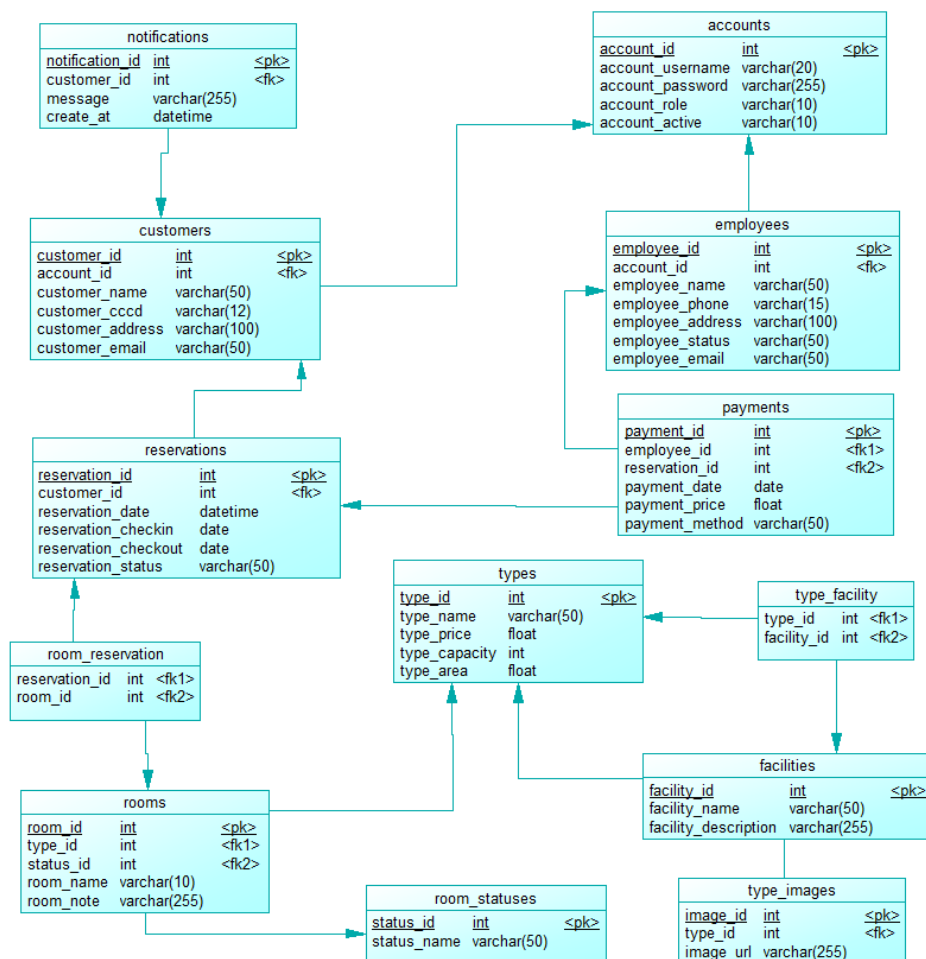 notifications
notification_id int <pk>
customer_id int <fk>
message varchar(255)
create_at datetime
accounts
account_id int <pk>
account_username varchar(20)
account_password varchar(255)
account_role varchar(10)
account_active varchar(10)
customers
customer_id int <pk>
account_id int <fk>
customer_name varchar(50)
customer_cccd varchar(12)
customer_address varchar(100)
customer_email varchar(50)
employees
employee_id int <pk>
account_id int <fk>
employee_name varchar(50)
employee_phone varchar(15)
employee_address varchar(100)
employee_status varchar(50)
employee_email varchar(50)
payments
payment_id int <pk>
employee_id int <fk1>
reservation_id int <fk2>
payment_date date
payment_price float
payment_method varchar(50)
reservations
reservation_id int <pk>
customer_id int <fk>
reservation_date datetime
reservation_checkin date
reservation_checkout date
reservation_status varchar(50)
types
type_id int <pk>
type_name varchar(50)
type_price float
type_capacity int
type_area float
type_facility
type_id int <fk1>
facility_id int <fk2>
room_reservation
reservation_id int <fk1>
room_id int <fk2>
facilities
facility_id int <pk>
facility_name varchar(50)
facility_description varchar(255)
rooms
room_id int <pk>
type_id int <fk1>
status_id int <fk2>
room_name varchar(10)
room_note varchar(255)
room_statuses
status_id int <pk>
status_name varchar(50)
type_images
image_id int <pk>
type_id int <fk>
image_url varchar(255)